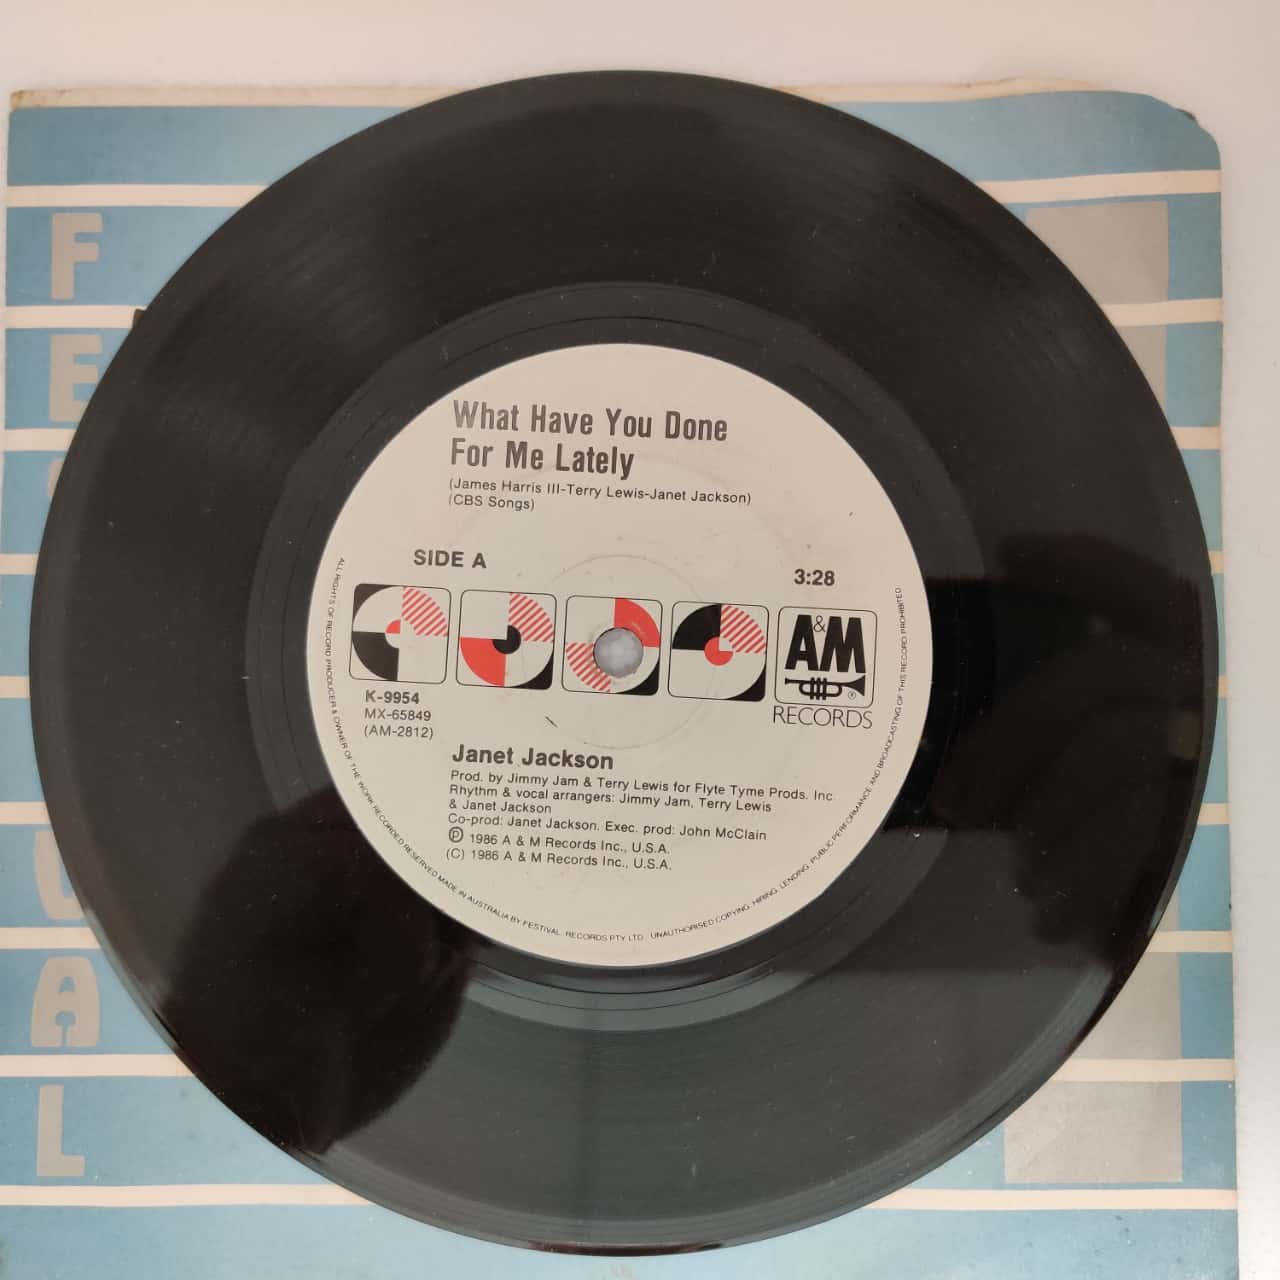 What Have You Done
For Me Lately
(James Harris III-Terry Lewis-Janet Jackson)
(CBS Songs)
SIDE A
3:28
A&M
RECORDS
K-9954
MX-65849
(AM-2812)
Janet Jackson
Prod. by Jimmy Jam & Terry Lewis for Flyte Tyme Prods. Inc
Rhythm & vocal arrangers: Jimmy Jam, Terry Lewis
& Janet Jackson
Co-prod: Janet Jackson. Exec. prod: John McClain
Ⓟ 1986 A & M Records Inc., U.S.A.
(C) 1986 A & M Records Inc., U.S.A.
ALL RIGHTS OF RECORD PRODUCER & OWNER OF THE WORK RECORDED RESERVED MADE IN AUSTRALIA BY FESTIVAL RECORDS PTY LTD. UNAUTHORISED COPYING. HIRING. LENDING. PUBLIC PERFORMANCE AND BROADCASTING OF THIS RECORD PROHIBITED
F
E
A
L